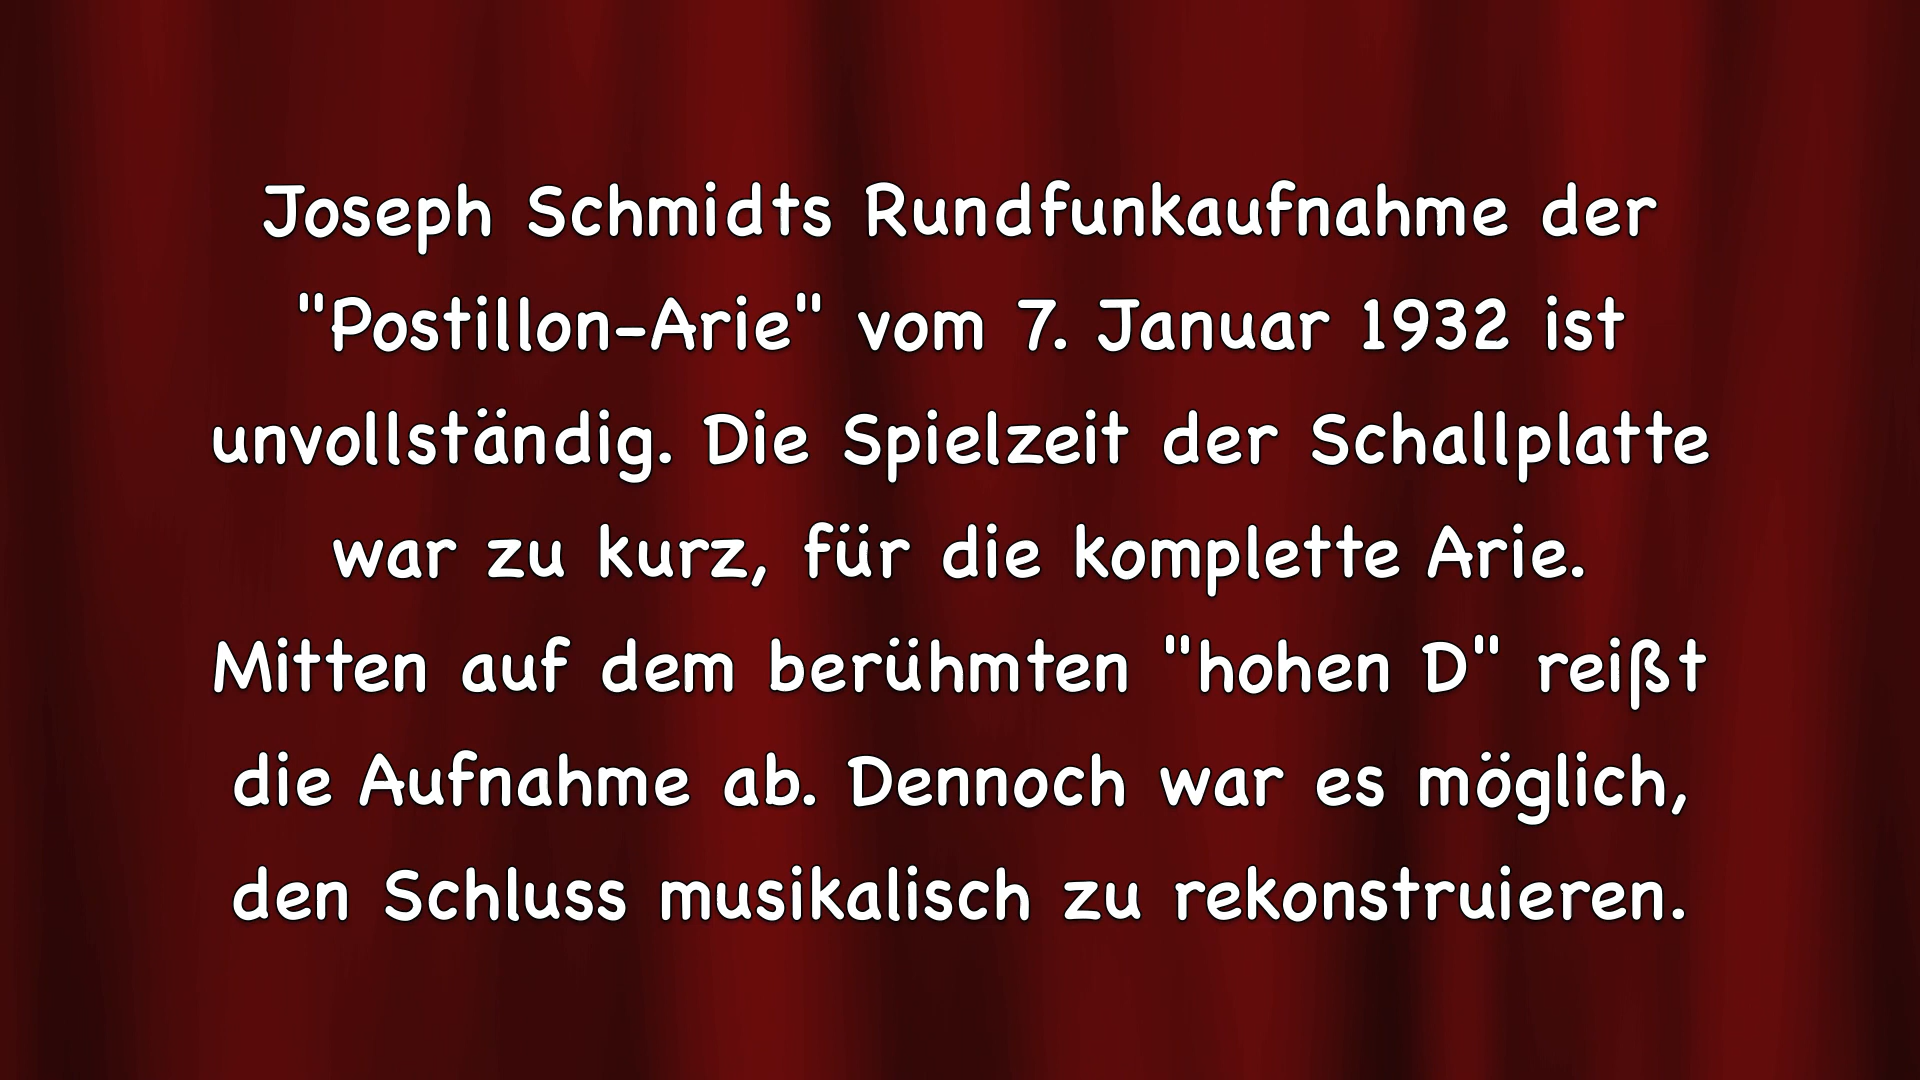 Joseph Schmidts Rundfunkaufnahme der
"Postillon-Arie" vom 7. Januar 1932 ist
unvollständig. Die Spielzeit der Schallplatte
war zu kurz, für die komplette Arie.
Mitten auf dem berühmten "hohen D" reißt
die Aufnahme ab. Dennoch war es möglich,
den Schluss musikalisch zu rekonstruieren.